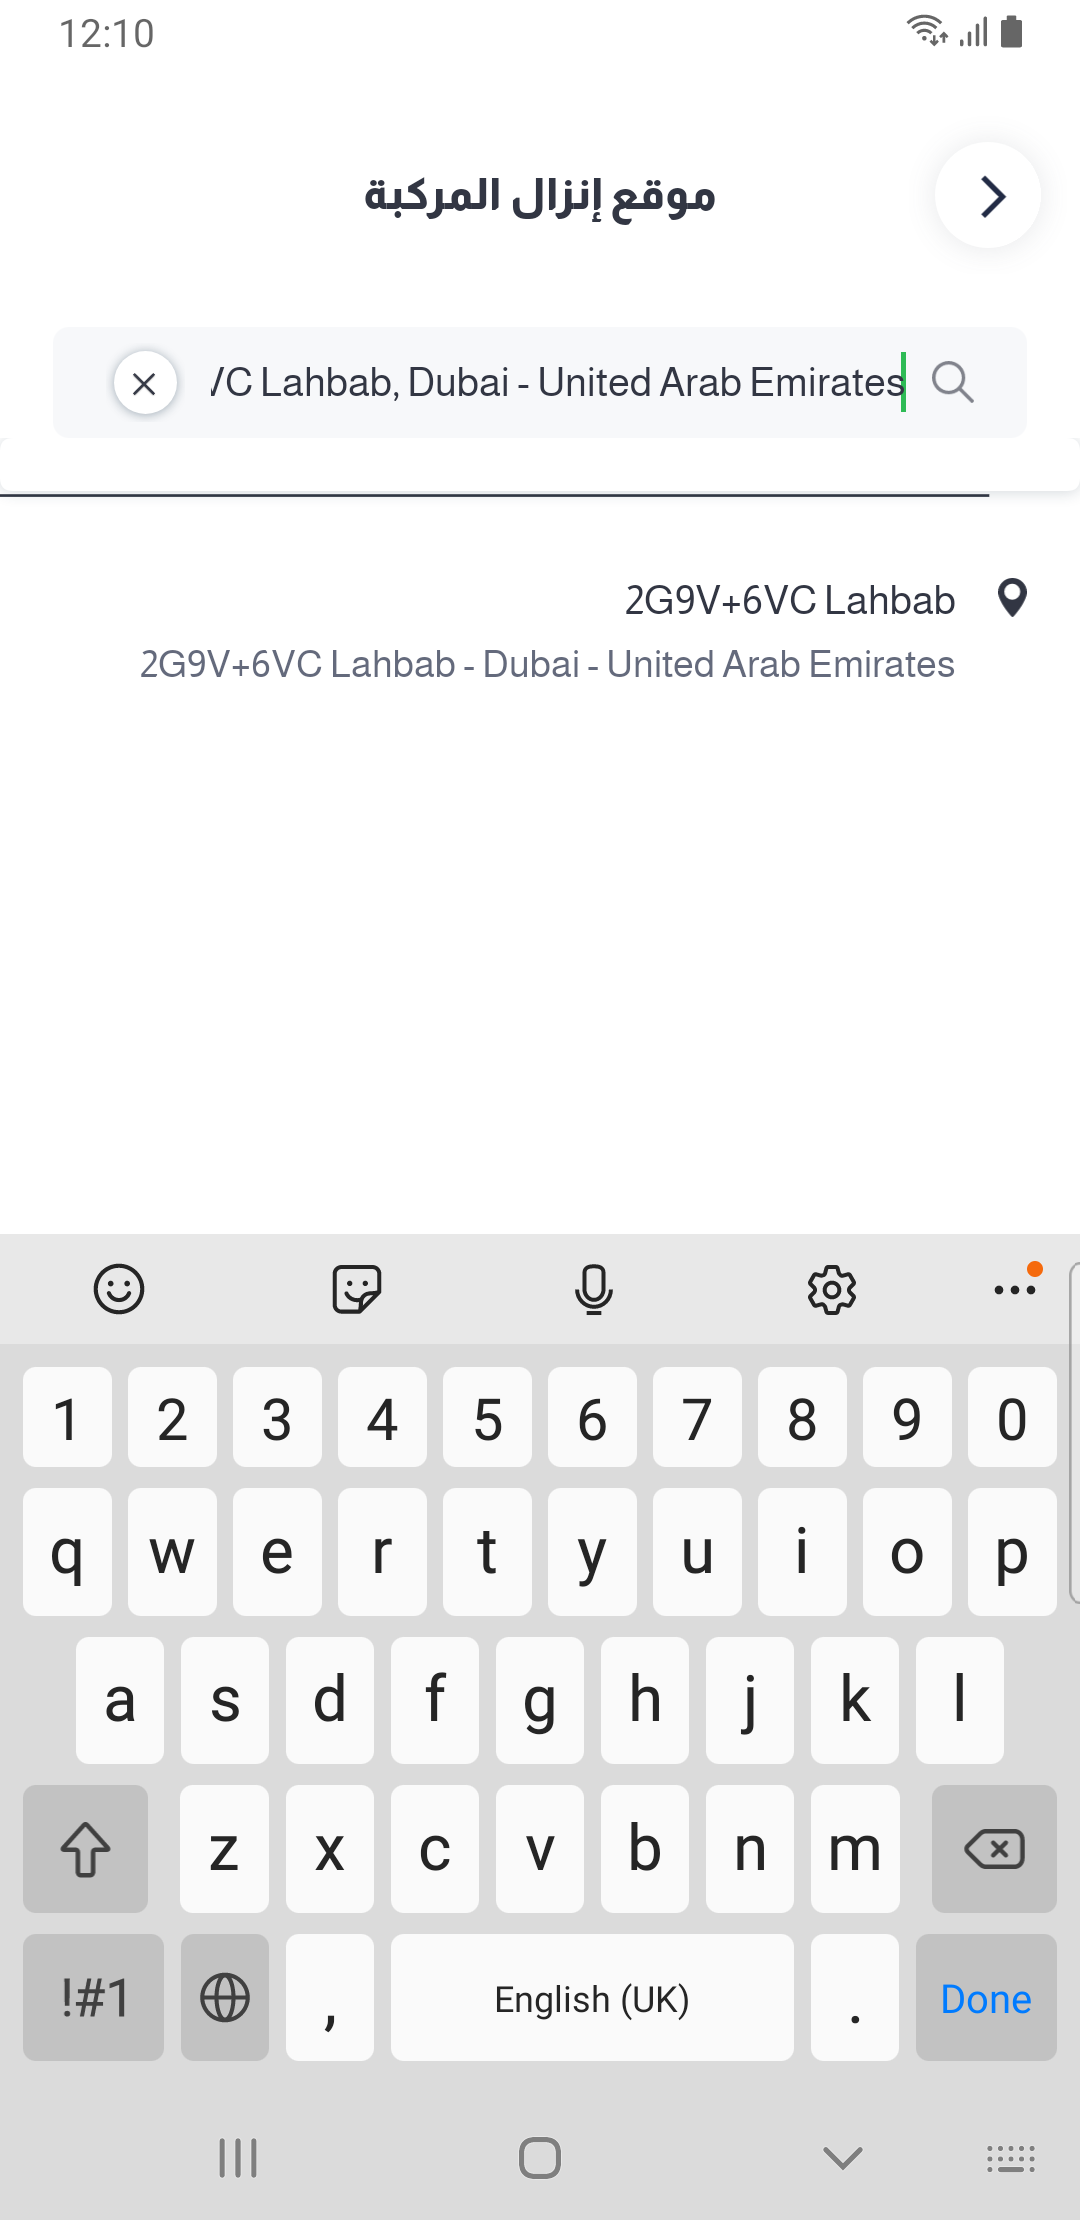 12:10
موقع إنزال المركبة
VC Lahbab, Dubai - United Arab Emirates
2G9V+6VC Lahbab
2G9V+6VC Lahbab - Dubai - United Arab Emirates
1 2 3 4 5 6 7 8 9 0
q w e r t y u i o p
a s d f g h j k l
z x c v b n m
!#1 , English (UK) . Done